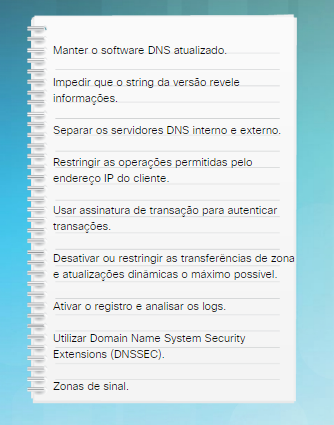 Manter o software DNS atualizado.
Impedir que o string da versão revele
informações.
Separar os servidores DNS interno e externo.
Restringir as operações permitidas pelo
endereço IP do cliente.
Usar assinatura de transação para autenticar
transações.
Desativar ou restringir as transferências de zona
e atualizações dinâmicas o máximo possível.
Ativar o registro e analisar os logs.
Utilizar Domain Name System Security
Extensions (DNSSEC).
Zonas de sinal.